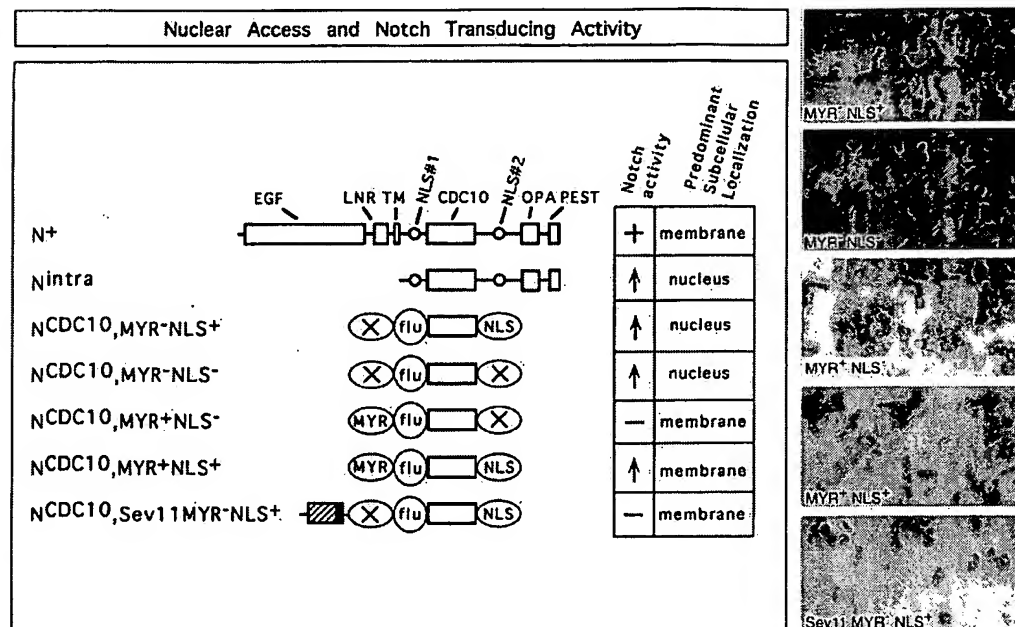 Nuclear Access and Notch Transducing Activity
Notch activity
Predominant Subcellular Localization
EGF LNR TM NLS#1 CDC10 NLS#2 OPA PEST
N+ + membrane
Nintra ↑ nucleus
NCDC10,MYR-NLS+ X flu NLS ↑ nucleus
NCDC10,MYR-NLS- X flu X ↑ nucleus
NCDC10,MYR+NLS- MYR flu X – membrane
NCDC10,MYR+NLS+ MYR flu NLS ↑ membrane
NCDC10,Sev11MYR-NLS+ X flu NLS – membrane
MYR- NLS+
MYR- NLS-
MYR+ NLS-
MYR+ NLS+
Sev11 MYR- NLS+